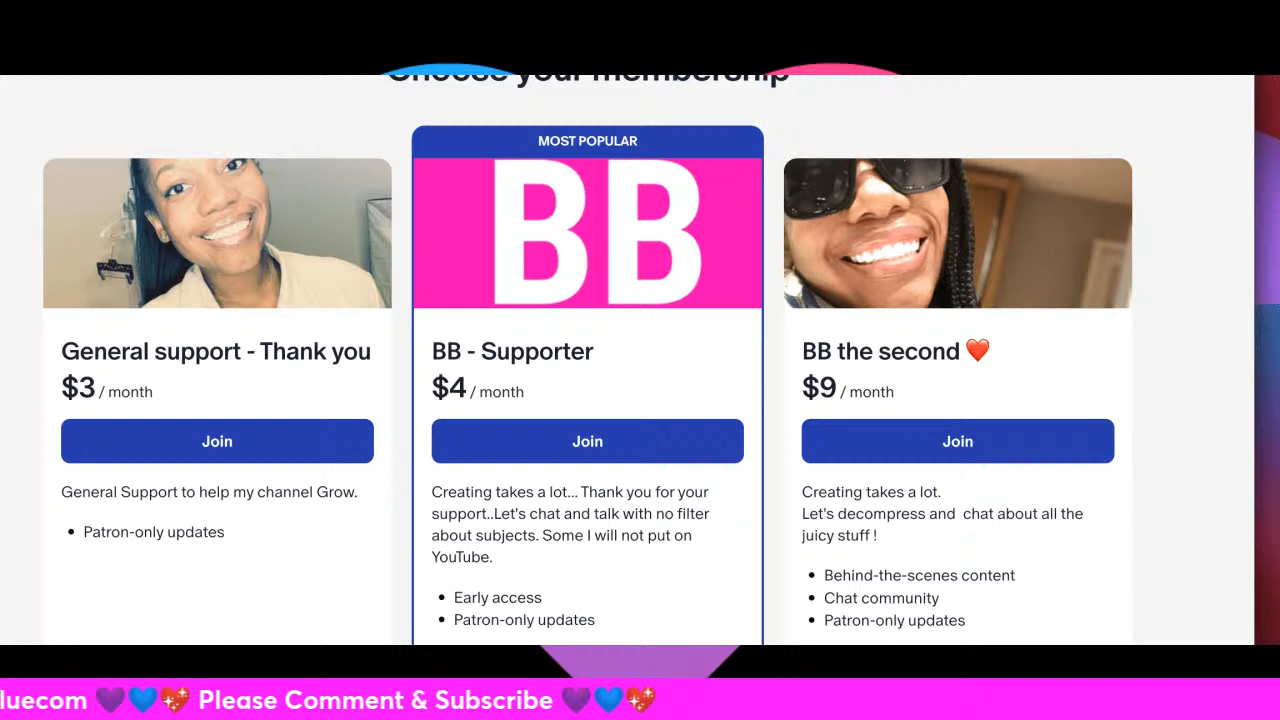 Choose your membership
MOST POPULAR
BB
General support - Thank you
$3 / month
Join
General Support to help my channel Grow.
• Patron-only updates
BB - Supporter
$4 / month
Join
Creating takes a lot... Thank you for your
support..Let's chat and talk with no filter
about subjects. Some I will not put on
YouTube.
• Early access
• Patron-only updates
BB the second ❤️
$9 / month
Join
Creating takes a lot.
Let's decompress and  chat about all the
juicy stuff !
• Behind-the-scenes content
• Chat community
• Patron-only updates
luecom 💜💙💖 Please Comment & Subscribe 💜💙💖